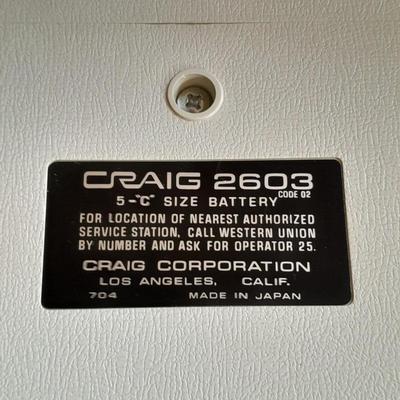 CRAIG 2603
5-"C" SIZE BATTERY CODE 02
FOR LOCATION OF NEAREST AUTHORIZED
SERVICE STATION, CALL WESTERN UNION
BY NUMBER AND ASK FOR OPERATOR 25.
CRAIG CORPORATION
LOS ANGELES, CALIF.
704 MADE IN JAPAN